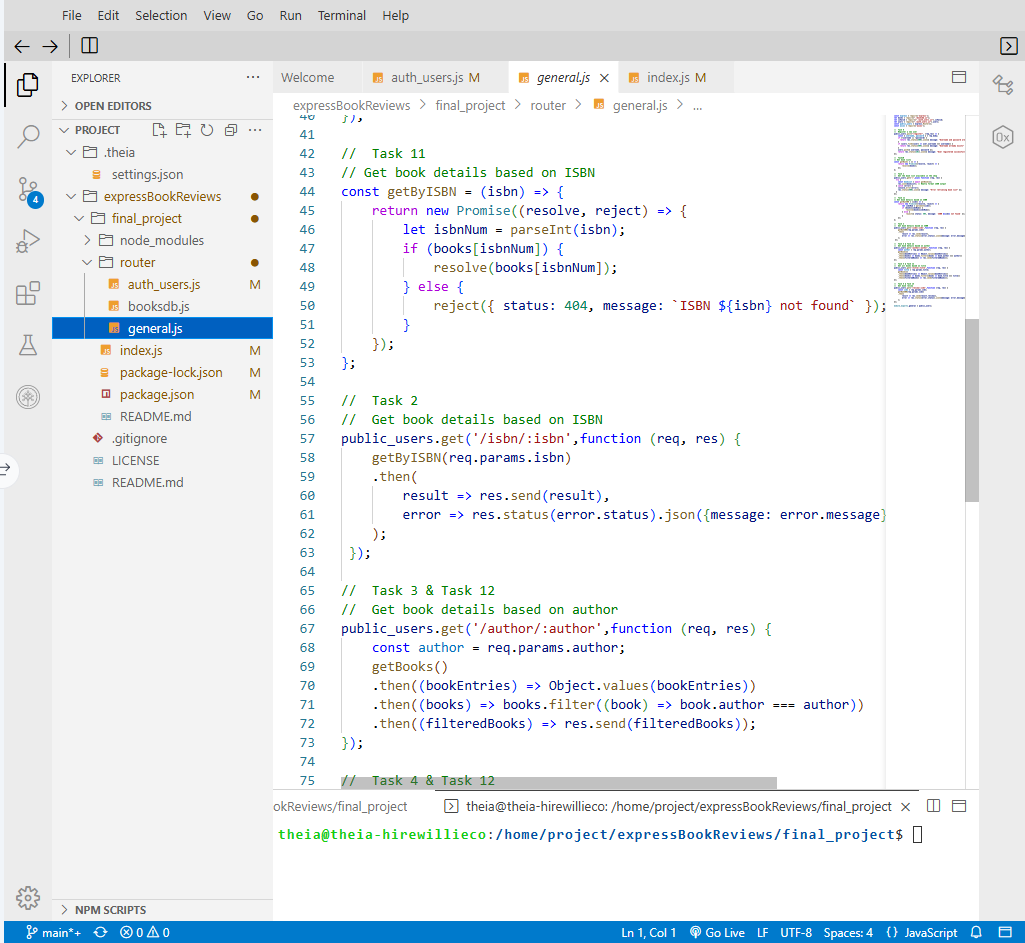 File Edit Selection View Go Run Terminal Help
EXPLORER
OPEN EDITORS
PROJECT
.theia
settings.json
expressBookReviews
final_project
node_modules
router
auth_users.js M
booksdb.js
general.js
index.js M
package-lock.json M
package.json M
README.md
.gitignore
LICENSE
README.md
NPM SCRIPTS
4
Welcome auth_users.js M general.js index.js M
expressBookReviews > final_project > router > general.js > ...
40 });
41
42 //  Task 11
43 // Get book details based on ISBN
44 const getByISBN = (isbn) => {
45     return new Promise((resolve, reject) => {
46         let isbnNum = parseInt(isbn);
47         if (books[isbnNum]) {
48             resolve(books[isbnNum]);
49         } else {
50             reject({ status: 404, message: `ISBN ${isbn} not found` });
51         }
52     });
53 };
54
55 //  Task 2
56 //  Get book details based on ISBN
57 public_users.get('/isbn/:isbn',function (req, res) {
58     getByISBN(req.params.isbn)
59     .then(
60         result => res.send(result),
61         error => res.status(error.status).json({message: error.message}
62     );
63  });
64
65 //  Task 3 & Task 12
66 //  Get book details based on author
67 public_users.get('/author/:author',function (req, res) {
68     const author = req.params.author;
69     getBooks()
70     .then((bookEntries) => Object.values(bookEntries))
71     .then((books) => books.filter((book) => book.author === author))
72     .then((filteredBooks) => res.send(filteredBooks));
73 });
74
75 //  Task 4 & Task 12
okReviews/final_project theia@theia-hirewillieco: /home/project/expressBookReviews/final_project
theia@theia-hirewillieco:/home/project/expressBookReviews/final_project$
main*+ 0 0 Ln 1, Col 1 Go Live LF UTF-8 Spaces: 4 {} JavaScript